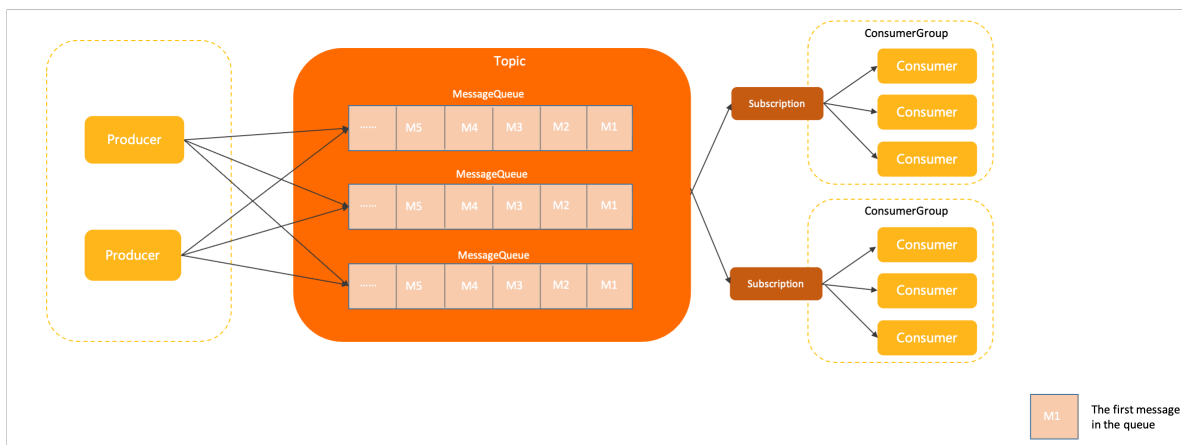 Producer
Producer
Topic
MessageQueue
...... M5 M4 M3 M2 M1
MessageQueue
...... M5 M4 M3 M2 M1
MessageQueue
...... M5 M4 M3 M2 M1
Subscription
ConsumerGroup
Consumer
Consumer
Consumer
Subscription
ConsumerGroup
Consumer
Consumer
Consumer
M1
The first message
in the queue